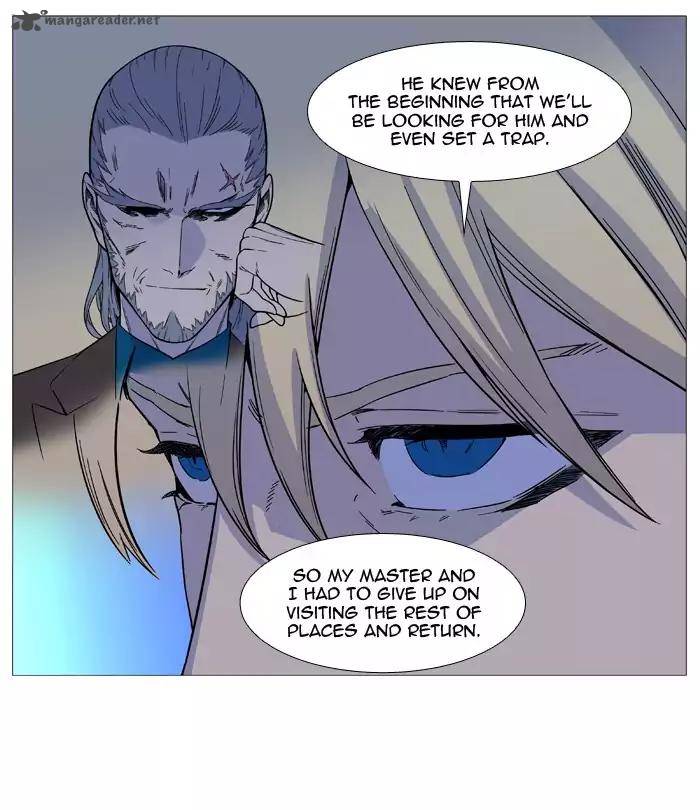 mangareader.net
HE KNEW FROM
THE BEGINNING THAT WE'LL
BE LOOKING FOR HIM AND
EVEN SET A TRAP.
SO MY MASTER AND
I HAD TO GIVE UP ON
VISITING THE REST OF
PLACES AND RETURN.